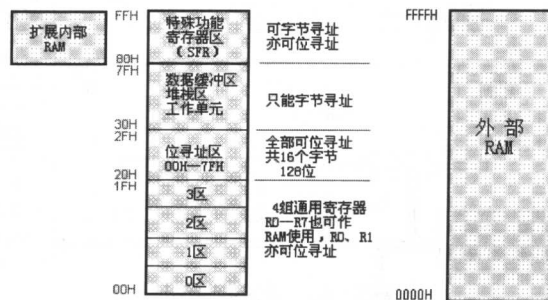 扩展内部
RAM
FFH
80H
7FH
30H
2FH
20H
1FH
00H
特殊功能
寄存器区
(SFR)
数据缓冲区
堆栈区
工作单元
位寻址区
00H—7FH
3区
2区
1区
0区
可字节寻址
亦可位寻址
只能字节寻址
全部可位寻址
共16个字节
128位
4组通用寄存器
R0—R7也可作
RAM使用，R0、R1
亦可位寻址
FFFFH
外 部
RAM
0000H